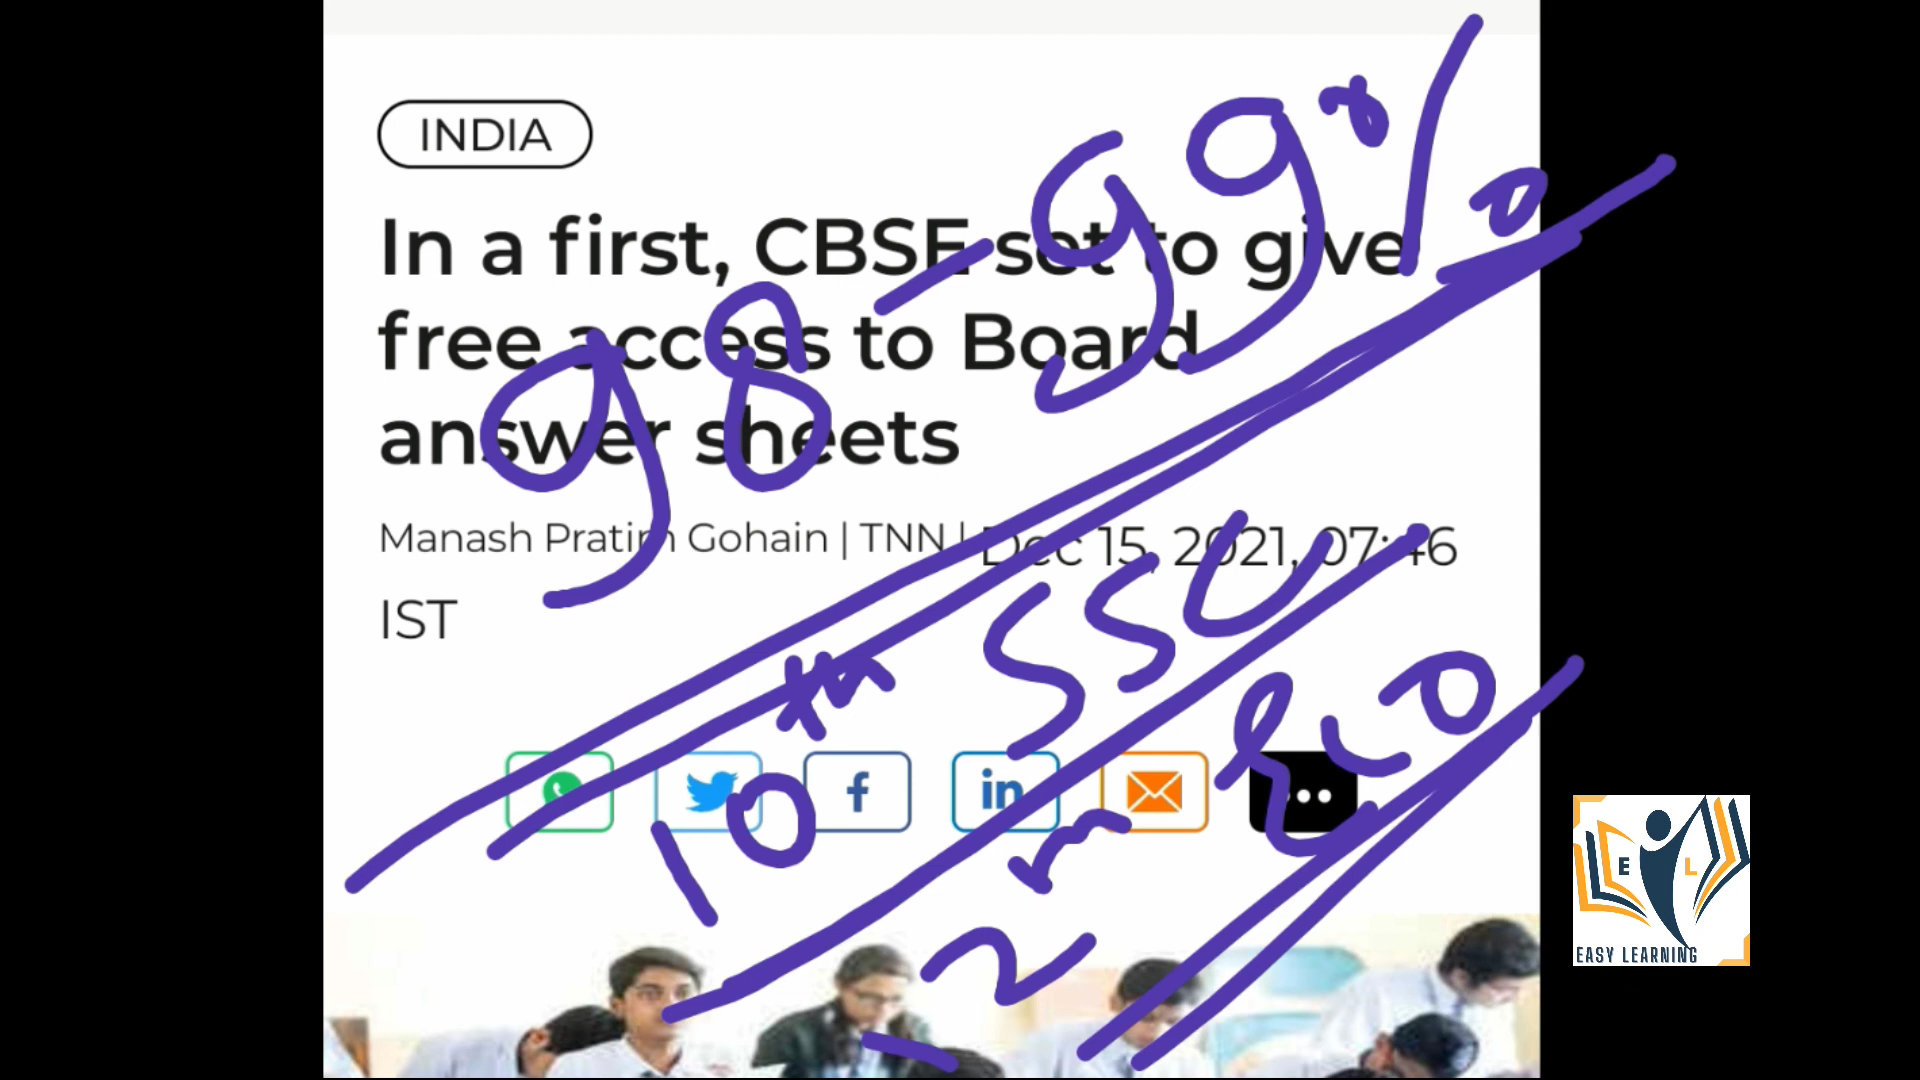 INDIA
In a first, CBSE set to give
free access to Board
answer sheets
Manash Pratim Gohain | TNN | Dec 15, 2021, 07:46
IST
98-99%
10th SSC
f
in
E L
EASY LEARNING